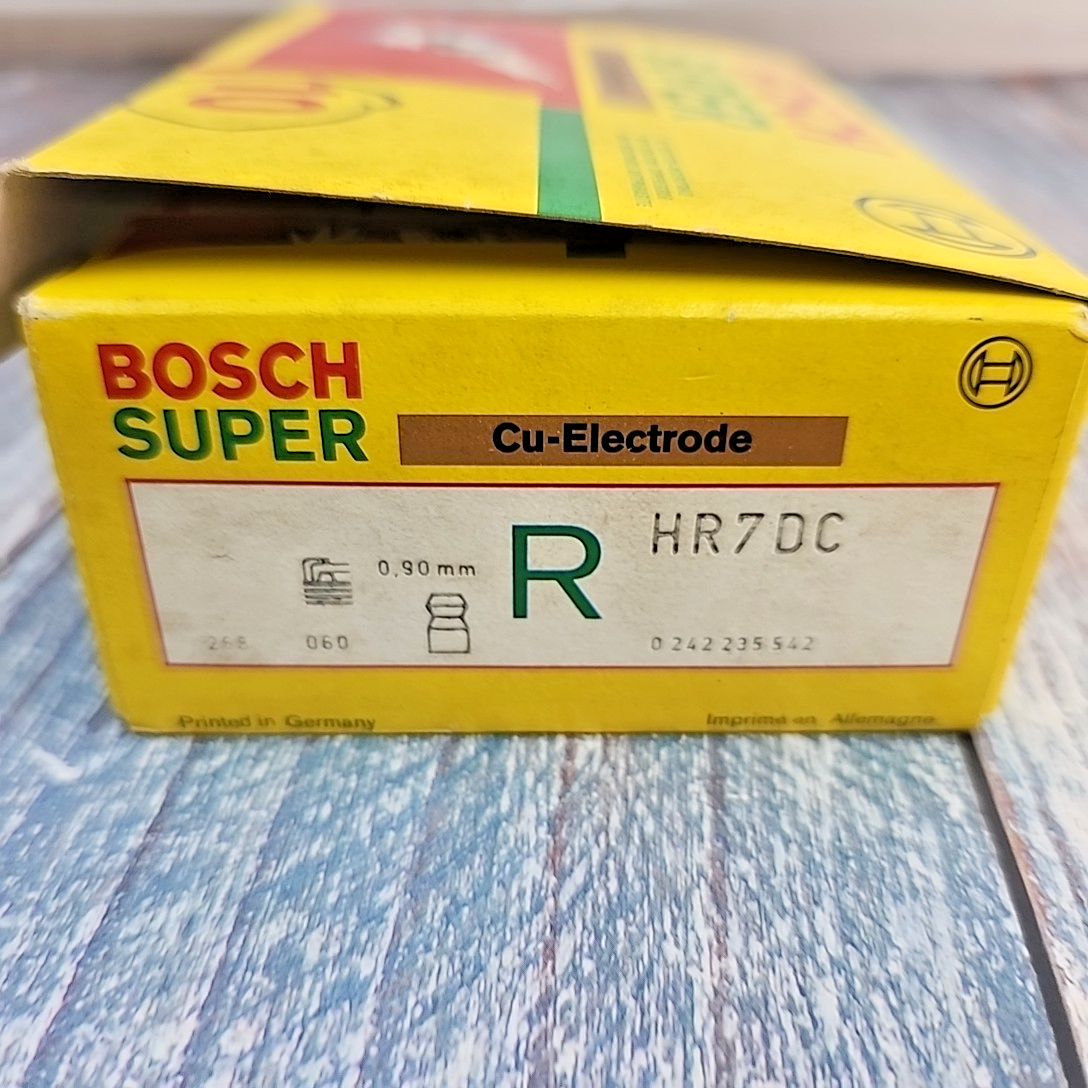 BOSCH
SUPER
Cu-Electrode
HR7DC
0,90 mm
R
268 060
0 242 235 542
Printed in Germany
Imprimé en Allemagne